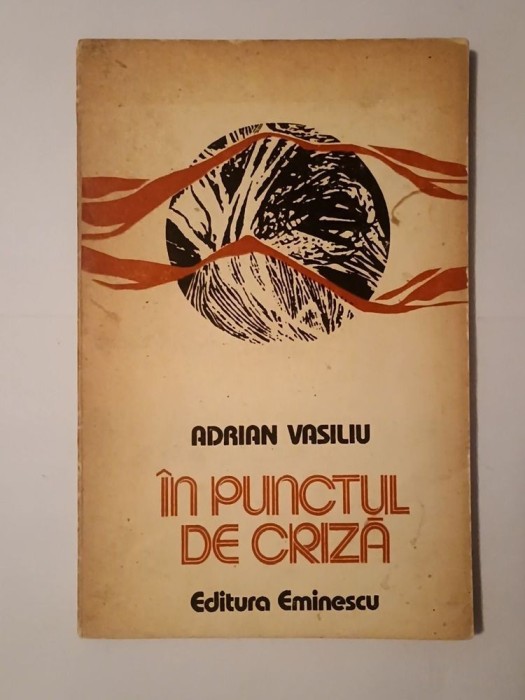 ADRIAN VASILIU
În PUNCTUL
DE CRIZĂ
Editura Eminescu